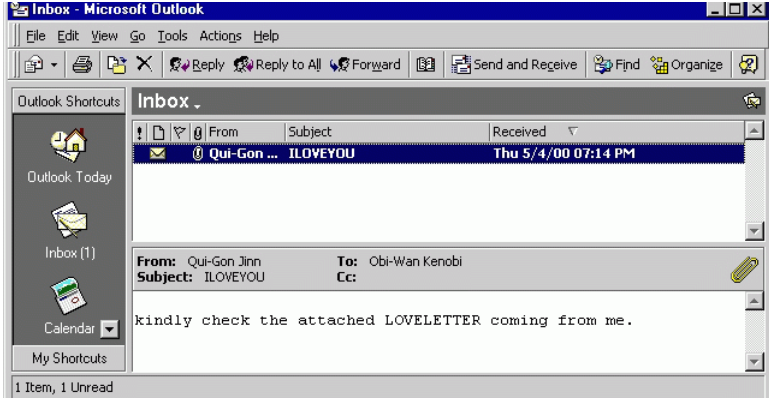 Inbox - Microsoft Outlook
File Edit View Go Tools Actions Help
Reply Reply to All Forward Send and Receive Find Organize
Outlook Shortcuts
Inbox
! From Subject Received
Qui-Gon ... ILOVEYOU Thu 5/4/00 07:14 PM
Outlook Today
Inbox (1)
From: Qui-Gon Jinn To: Obi-Wan Kenobi
Subject: ILOVEYOU Cc:
kindly check the attached LOVELETTER coming from me.
Calendar
My Shortcuts
1 Item, 1 Unread